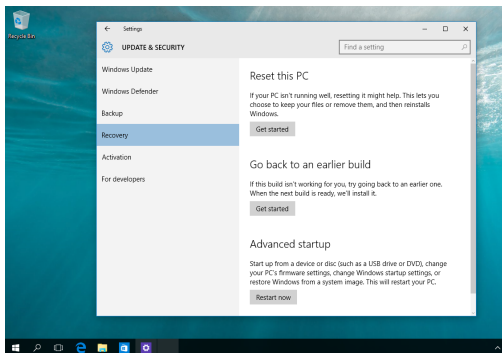 Recycle Bin
Settings
UPDATE & SECURITY
Find a setting
Windows Update
Windows Defender
Backup
Recovery
Activation
For developers
Reset this PC
If your PC isn't running well, resetting it might help. This lets you
choose to keep your files or remove them, and then reinstalls
Windows.
Get started
Go back to an earlier build
If this build isn't working for you, try going back to an earlier one.
When the next build is ready, we'll install it.
Get started
Advanced startup
Start up from a device or disc (such as a USB drive or DVD), change
your PC's firmware settings, change Windows startup settings, or
restore Windows from a system image. This will restart your PC.
Restart now